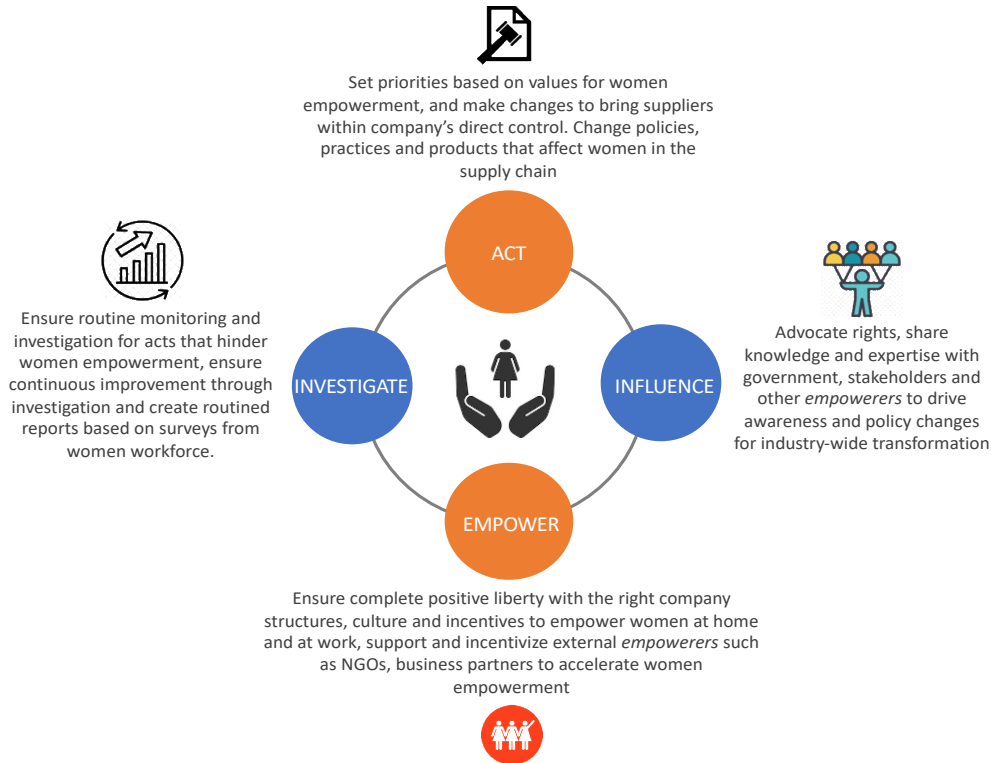 Set priorities based on values for women
empowerment, and make changes to bring suppliers
within company's direct control. Change policies,
practices and products that affect women in the
supply chain
ACT
Ensure routine monitoring and
investigation for acts that hinder
women empowerment, ensure
continuous improvement through
investigation and create routined
reports based on surveys from
women workforce.
INVESTIGATE
INFLUENCE
Advocate rights, share
knowledge and expertise with
government, stakeholders and
other empowerers to drive
awareness and policy changes
for industry-wide transformation
EMPOWER
Ensure complete positive liberty with the right company
structures, culture and incentives to empower women at home
and at work, support and incentivize external empowerers such
as NGOs, business partners to accelerate women
empowerment